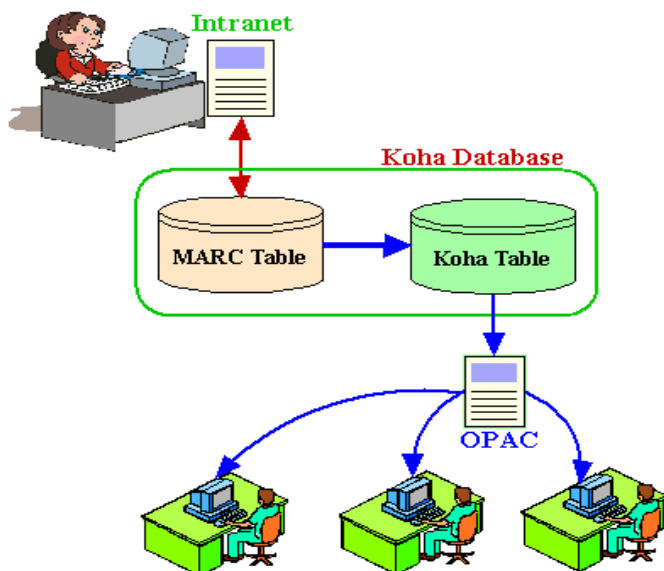 Intranet
Koha Database
MARC Table
Koha Table
OPAC